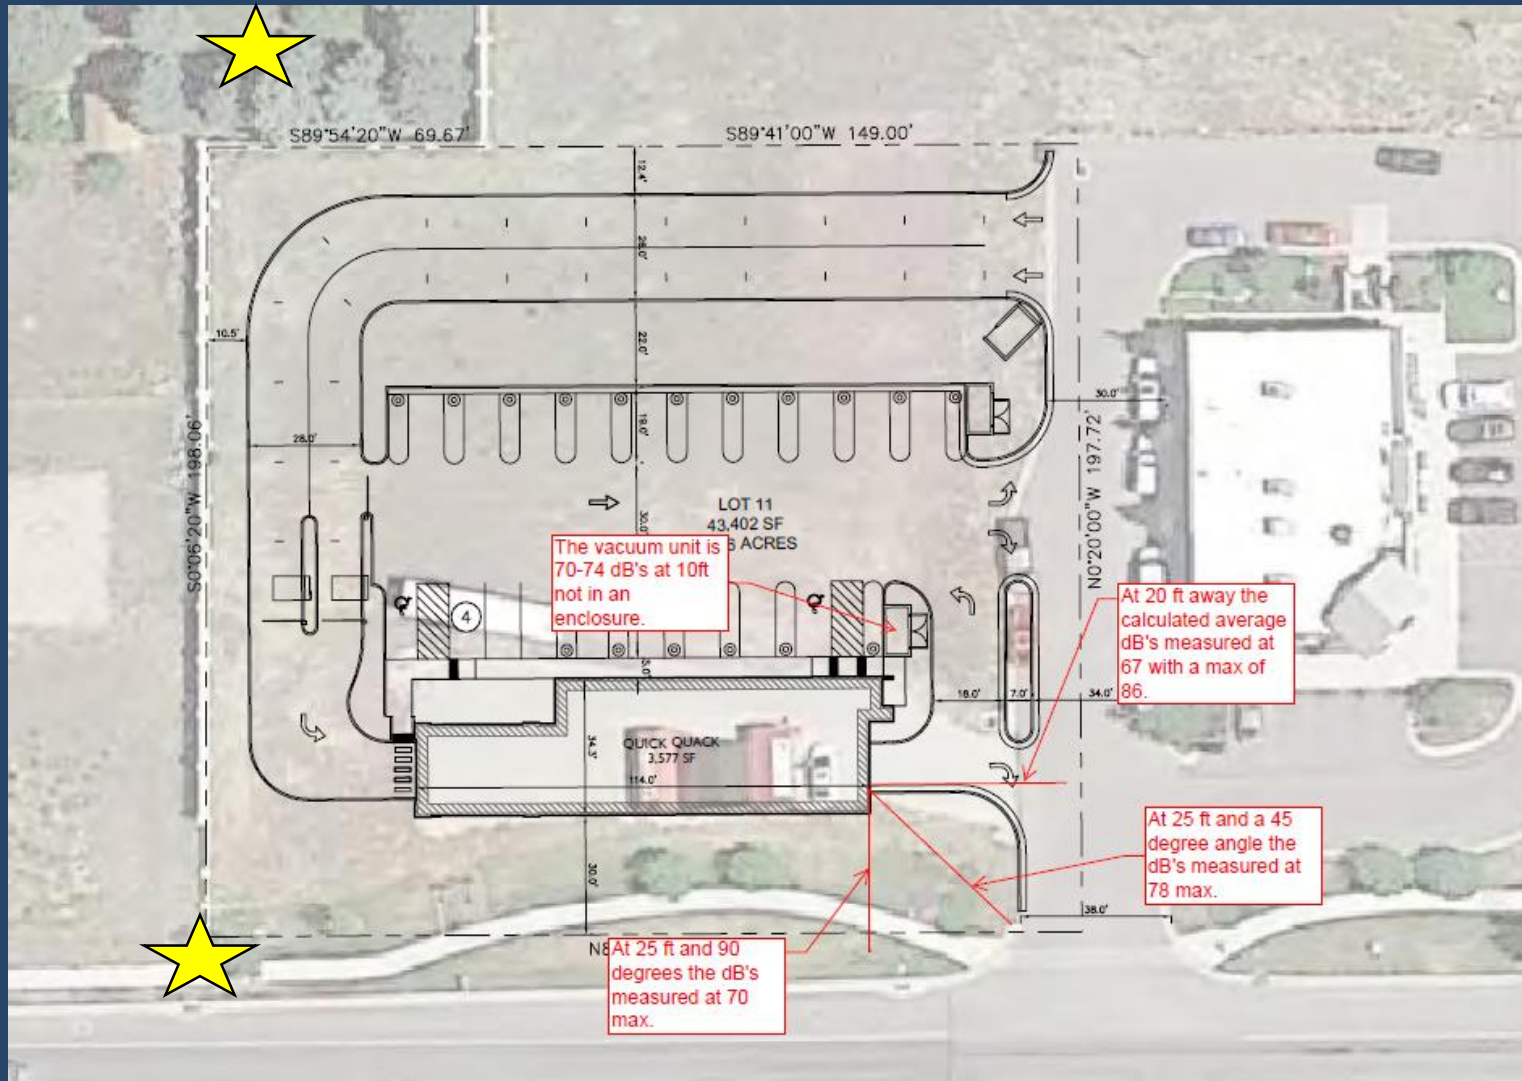 S89°54'20"W 69.67'
S89°41'00"W 149.00'
12.4'
26.0'
22.0'
10.5'
30.0'
19.0'
28.0'
S0°06'20"W 198.06'
N0°20'00"W 197.72'
LOT 11
43,402 SF
ACRES
30.0'
The vacuum unit is
70-74 dB's at 10ft
not in an
enclosure.
4
At 20 ft away the
calculated average
dB's measured at
67 with a max of
86.
5.0'
18.0'
7.0'
34.0'
34.3'
QUICK QUACK
3,577 SF
114.0'
At 25 ft and a 45
degree angle the
dB's measured at
78 max.
30.0'
38.0'
At 25 ft and 90
degrees the dB's
measured at 70
max.